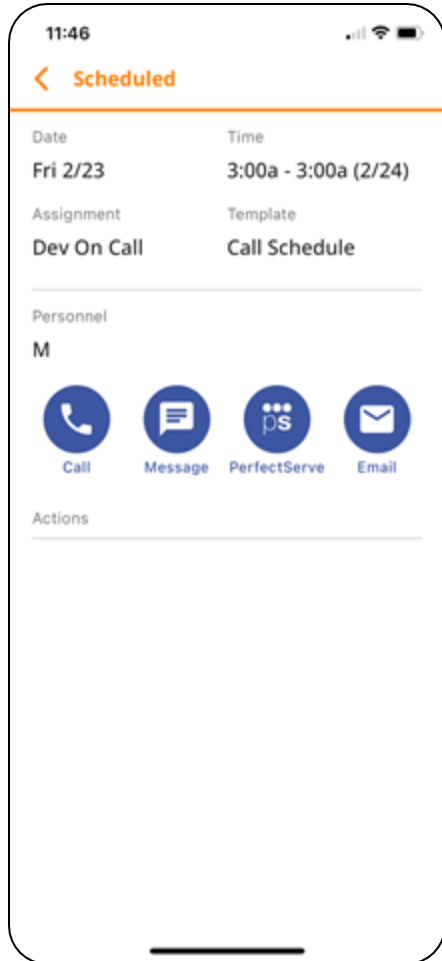 11:46
Scheduled
Date Time
Fri 2/23 3:00a - 3:00a (2/24)
Assignment Template
Dev On Call Call Schedule
Personnel
M
ps
Call Message PerfectServe Email
Actions